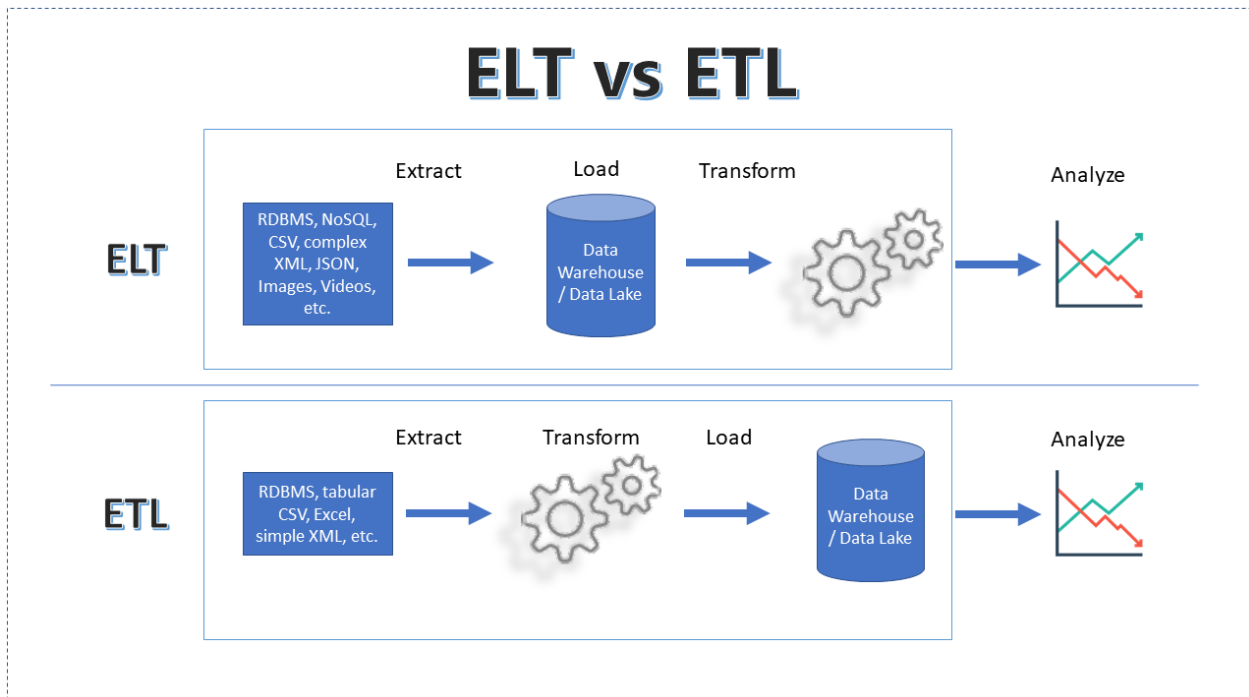 ELT vs ETL
Extract
Load
Transform
Analyze
ELT
RDBMS, NoSQL,
CSV, complex
XML, JSON,
Images, Videos,
etc.
Data
Warehouse
/ Data Lake
Extract
Transform
Load
Analyze
ETL
RDBMS, tabular
CSV, Excel,
simple XML, etc.
Data
Warehouse
/ Data Lake